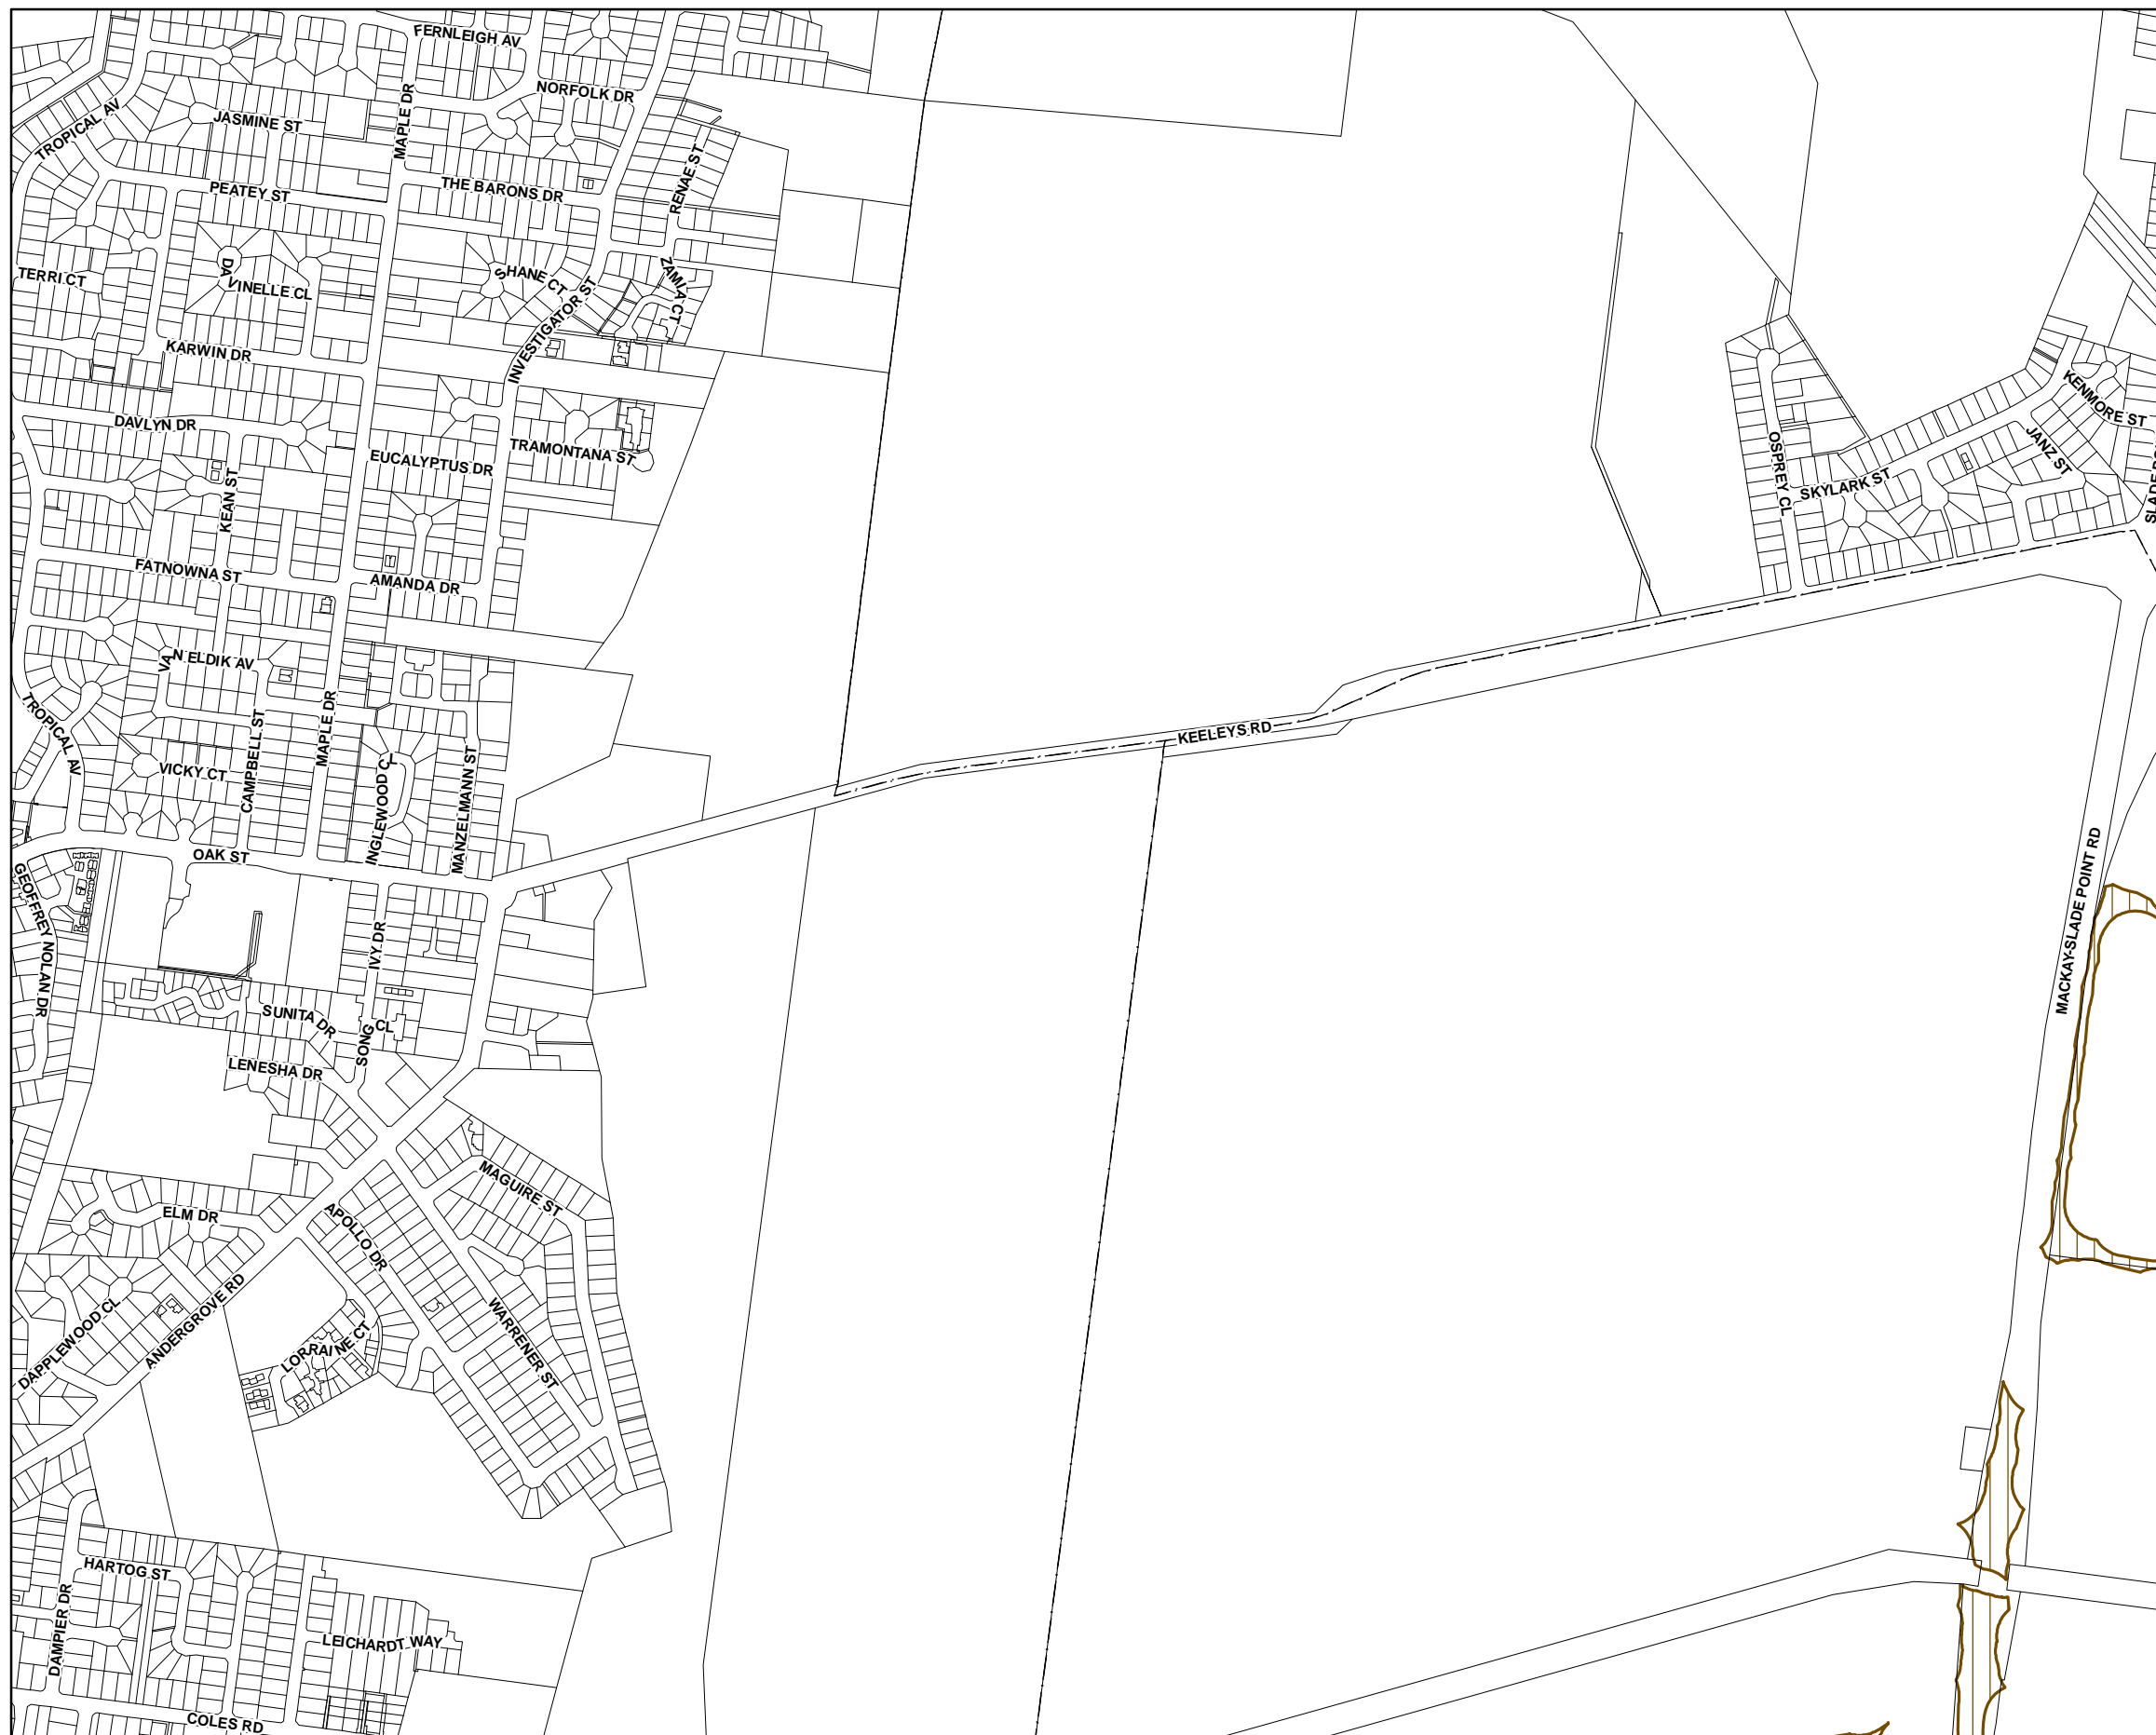 FERNLEIGH AV
NORFOLK DR
TROPICAL AV
JASMINE ST
MAPLE DR
PEATEY ST
THE BARONS DR
RENAE ST
TERRI CT
DAVINELLE CL
SHANE CT
ZAMIA CT
INVESTIGATOR ST
KARWIN DR
DAVLYN DR
KEAN ST
EUCALYPTUS DR
TRAMONTANA ST
KENMORE ST
JANZ ST
OSPREY CL
SKYLARK ST
FATNOWNA ST
AMANDA DR
VAN ELDIK AV
TROPICAL AV
CAMPBELL ST
MAPLE DR
VICKY CT
INGLEWOOD CL
MANZELMANN ST
KEELEYS RD
OAK ST
GEOFFREY NOLAN DR
IVY DR
MACKAY-SLADE POINT RD
SUNITA DR
SONG CL
LENESHA DR
MAGUIRE ST
ELM DR
APOLLO DR
DAPPLEWOOD CL
ANDERGROVE RD
LORRAINE CT
WARRENER ST
HARTOG ST
DAMPIER DR
LEICHARDT WAY
COLES RD